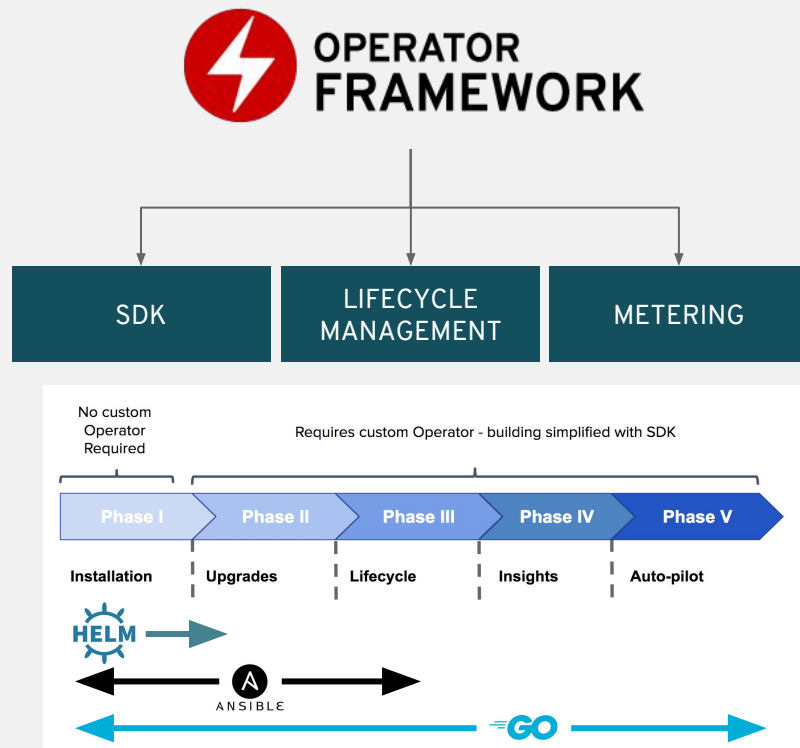 OPERATOR
FRAMEWORK
SDK
LIFECYCLE
MANAGEMENT
METERING
No custom
Operator
Required
Requires custom Operator - building simplified with SDK
Phase I
Phase II
Phase III
Phase IV
Phase V
Installation
Upgrades
Lifecycle
Insights
Auto-pilot
HELM
A
ANSIBLE
GO